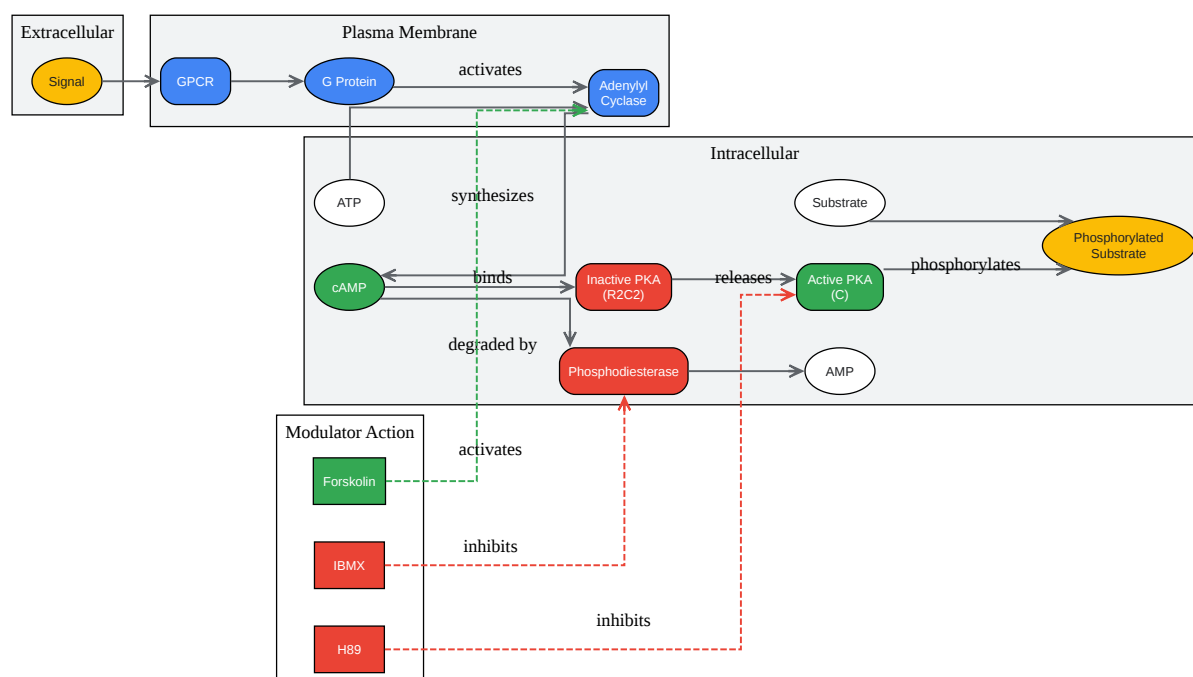 Extracellular
Plasma Membrane
Signal
GPCR
G Protein
activates
Adenylyl
Cyclase
Intracellular
ATP
synthesizes
Substrate
Phosphorylated
Substrate
cAMP
binds
Inactive PKA
(R2C2)
releases
Active PKA
(C)
phosphorylates
degraded by
Phosphodiesterase
AMP
Modulator Action
Forskolin
activates
IBMX
inhibits
H89
inhibits